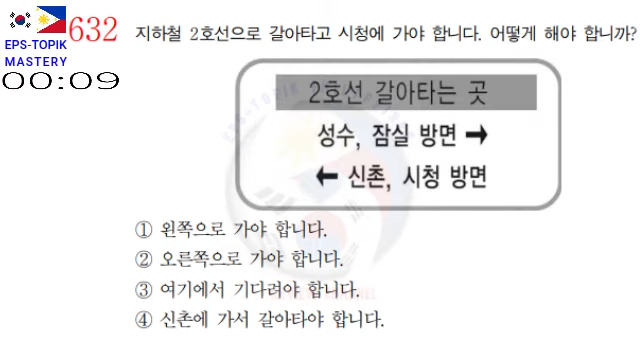 EPS-TOPIK
MASTERY
00:09
632 지하철 2호선으로 갈아타고 시청에 가야 합니다. 어떻게 해야 합니까?
2호선 갈아타는 곳
성수, 잠실 방면 →
← 신촌, 시청 방면
① 왼쪽으로 가야 합니다.
② 오른쪽으로 가야 합니다.
③ 여기에서 기다려야 합니다.
④ 신촌에 가서 갈아타야 합니다.